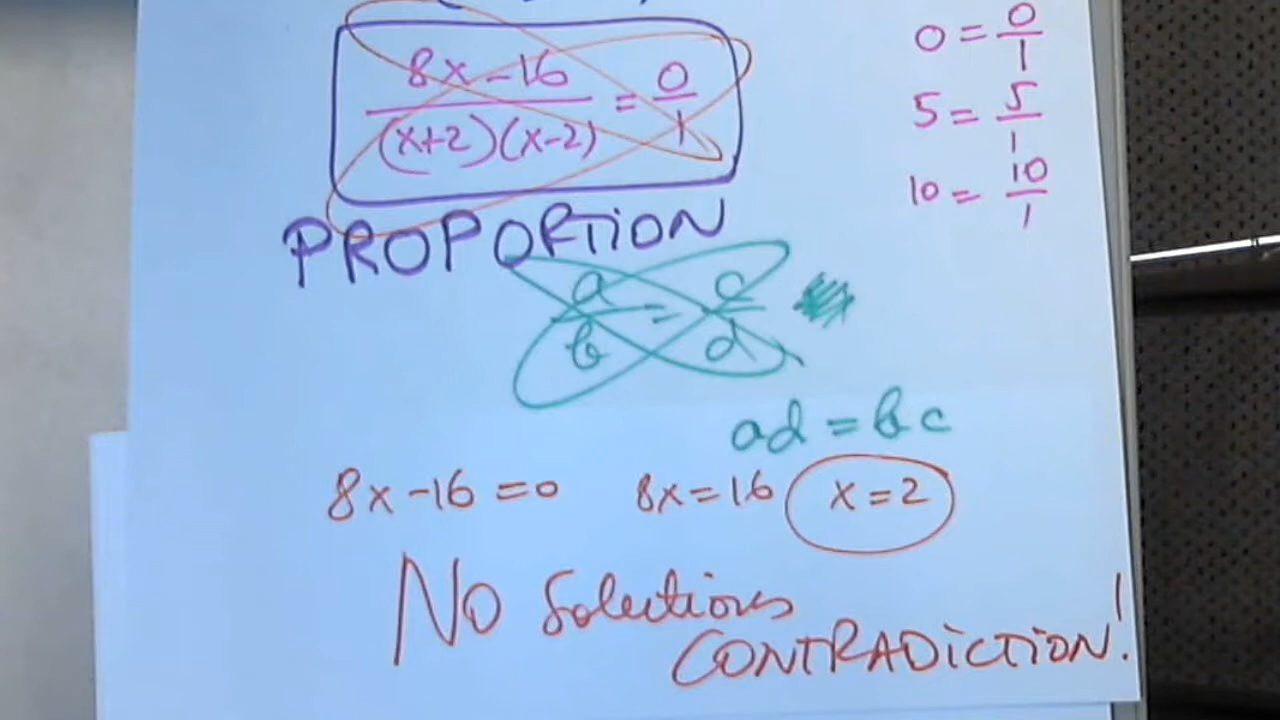 8x-16 / (x+2)(x-2) = 0/1
0 = 0/1
5 = 5/1
10 = 10/1
PROPORTION
a/b = c/d
ad = bc
8x-16=0 8x=16 x=2
No Solutions
CONTRADICTION!